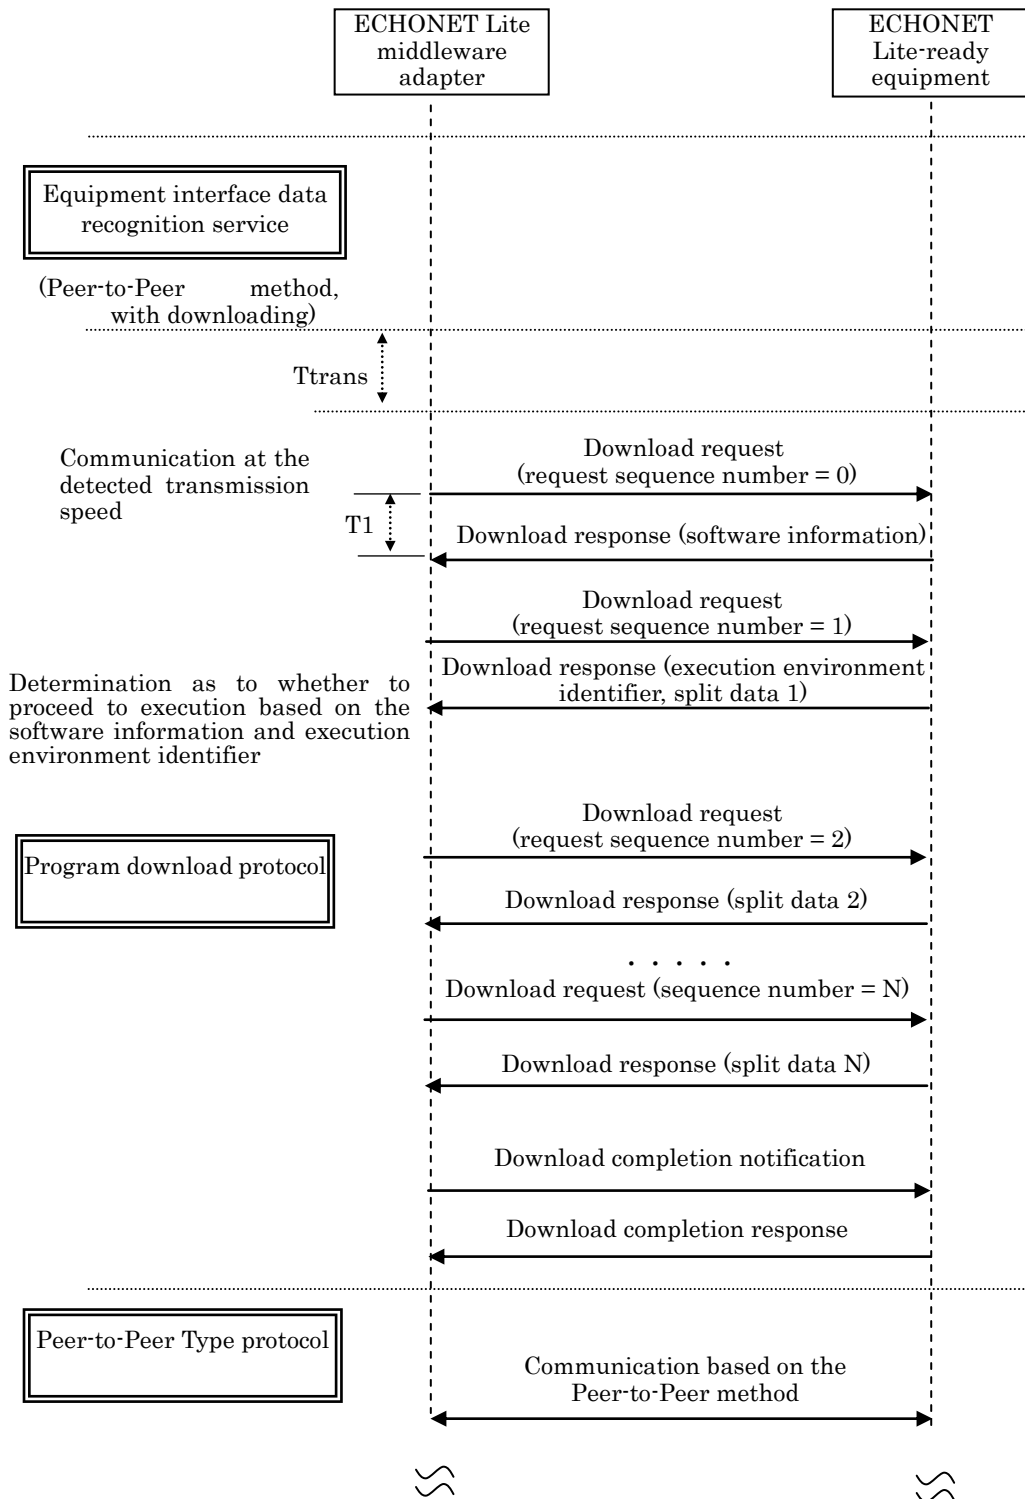 ECHONET Lite
middleware
adapter
ECHONET
Lite-ready
equipment
Equipment interface data
recognition service
(Peer-to-Peer method,
with downloading)
Ttrans
Communication at the
detected transmission
speed
Download request
(request sequence number = 0)
T1
Download response (software information)
Download request
(request sequence number = 1)
Download response (execution environment
identifier, split data 1)
Determination as to whether to
proceed to execution based on the
software information and execution
environment identifier
Download request
(request sequence number = 2)
Program download protocol
Download response (split data 2)
. . . . .
Download request (sequence number = N)
Download response (split data N)
Download completion notification
Download completion response
Peer-to-Peer Type protocol
Communication based on the
Peer-to-Peer method